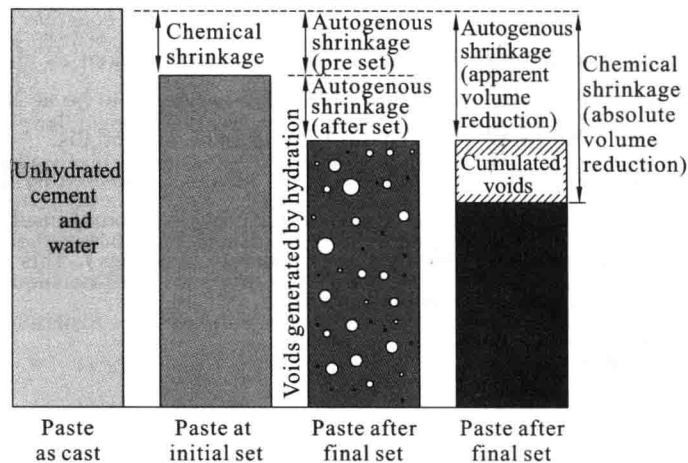 Chemical
shrinkage
Autogenous
shrinkage
(pre set)
Autogenous
shrinkage
(after set)
Autogenous
shrinkage
(apparent
volume
reduction)
Chemical
shrinkage
(absolute
volume
reduction)
Unhydrated
cement
and
water
Voids generated by hydration
Cumulated
voids
Paste
as cast
Paste at
initial set
Paste after
final set
Paste after
final set